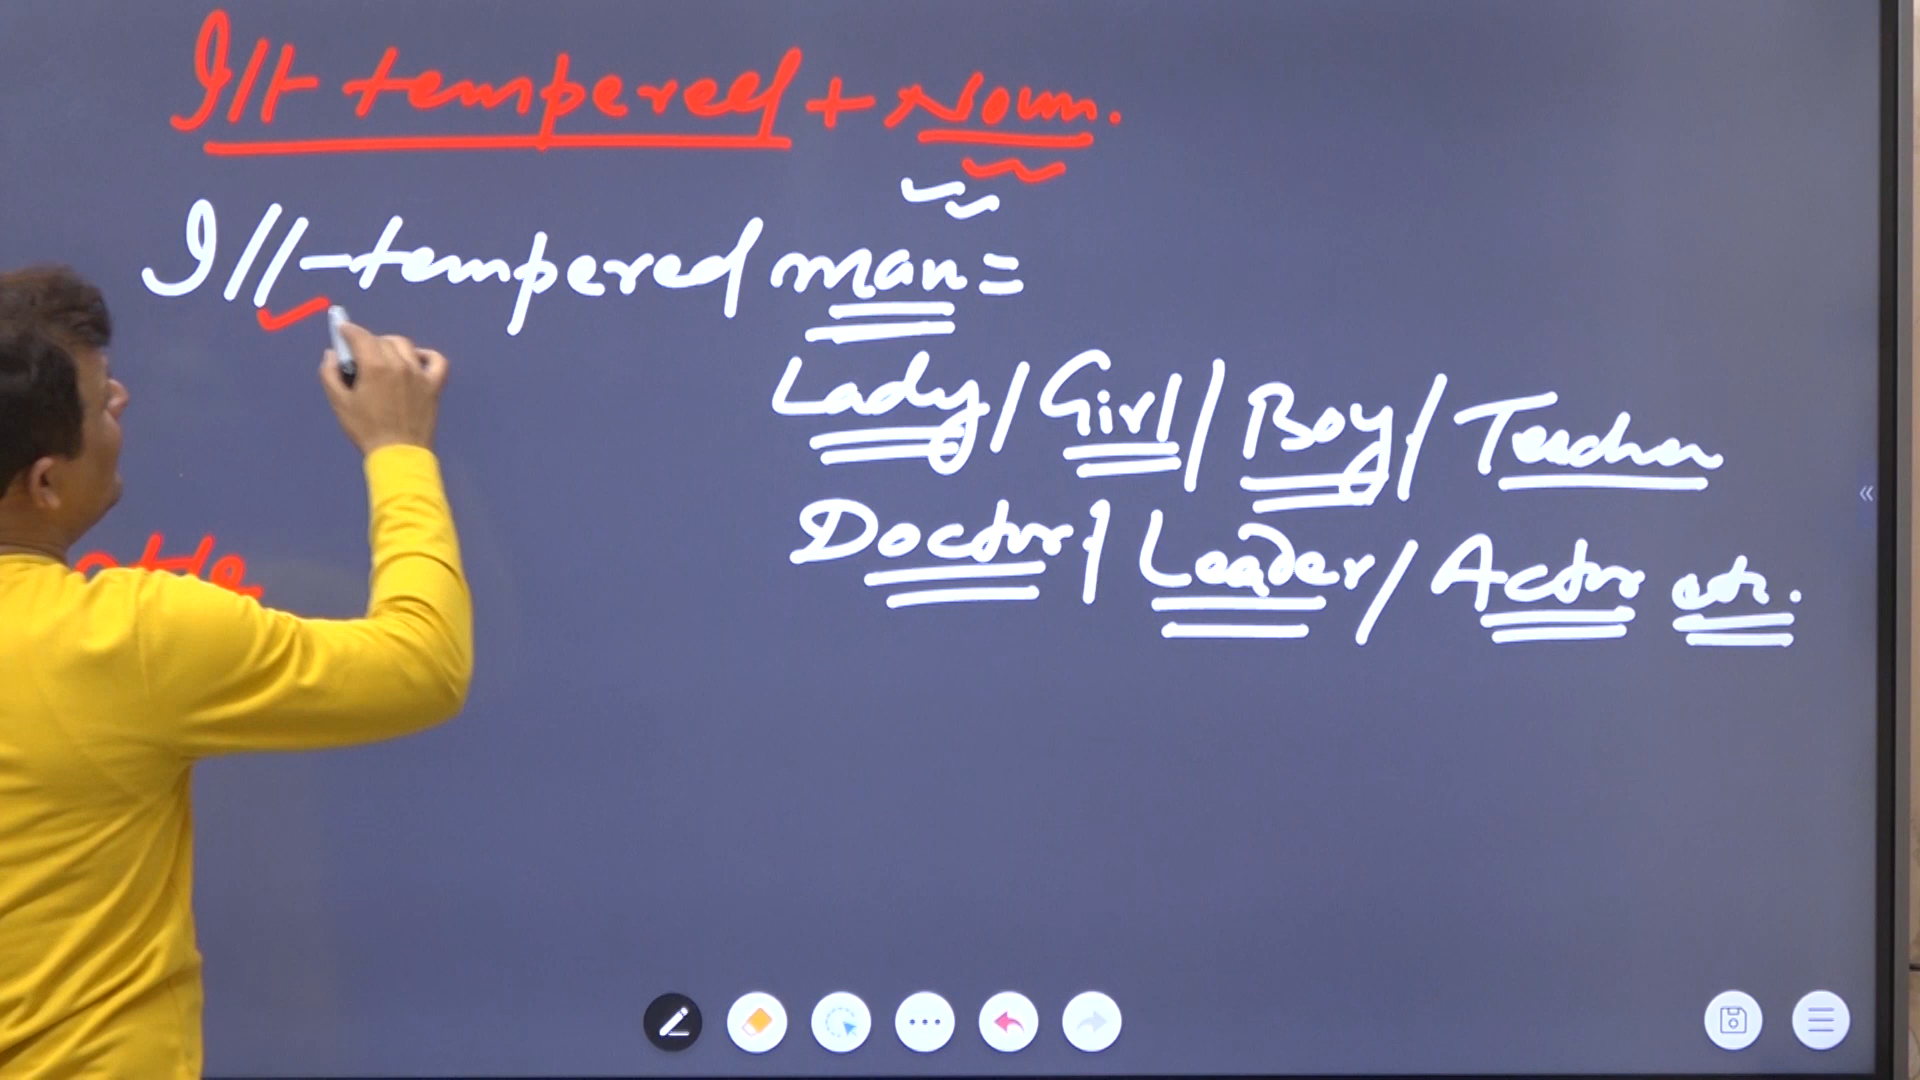 Ill tempered + Noun.
Ill-tempered man =
Lady / Girl / Boy / Teacher
Doctor / Leader / Actor etc.